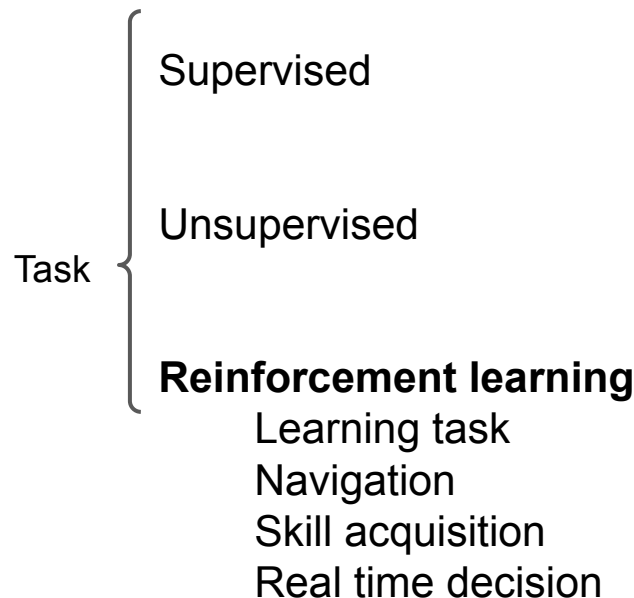 Supervised
Unsupervised
Task
Reinforcement learning
Learning task
Navigation
Skill acquisition
Real time decision